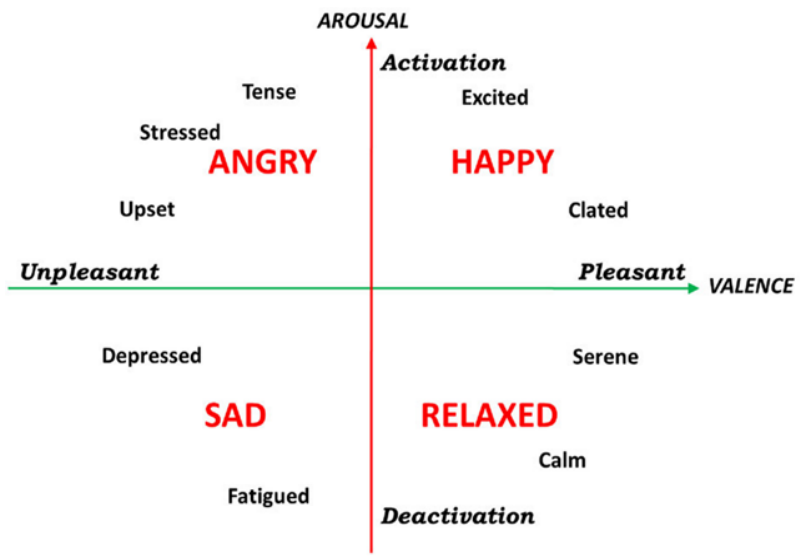 AROUSAL
Activation
Tense
Excited
Stressed
ANGRY
HAPPY
Upset
Clated
Unpleasant
Pleasant
VALENCE
Depressed
Serene
SAD
RELAXED
Calm
Fatigued
Deactivation